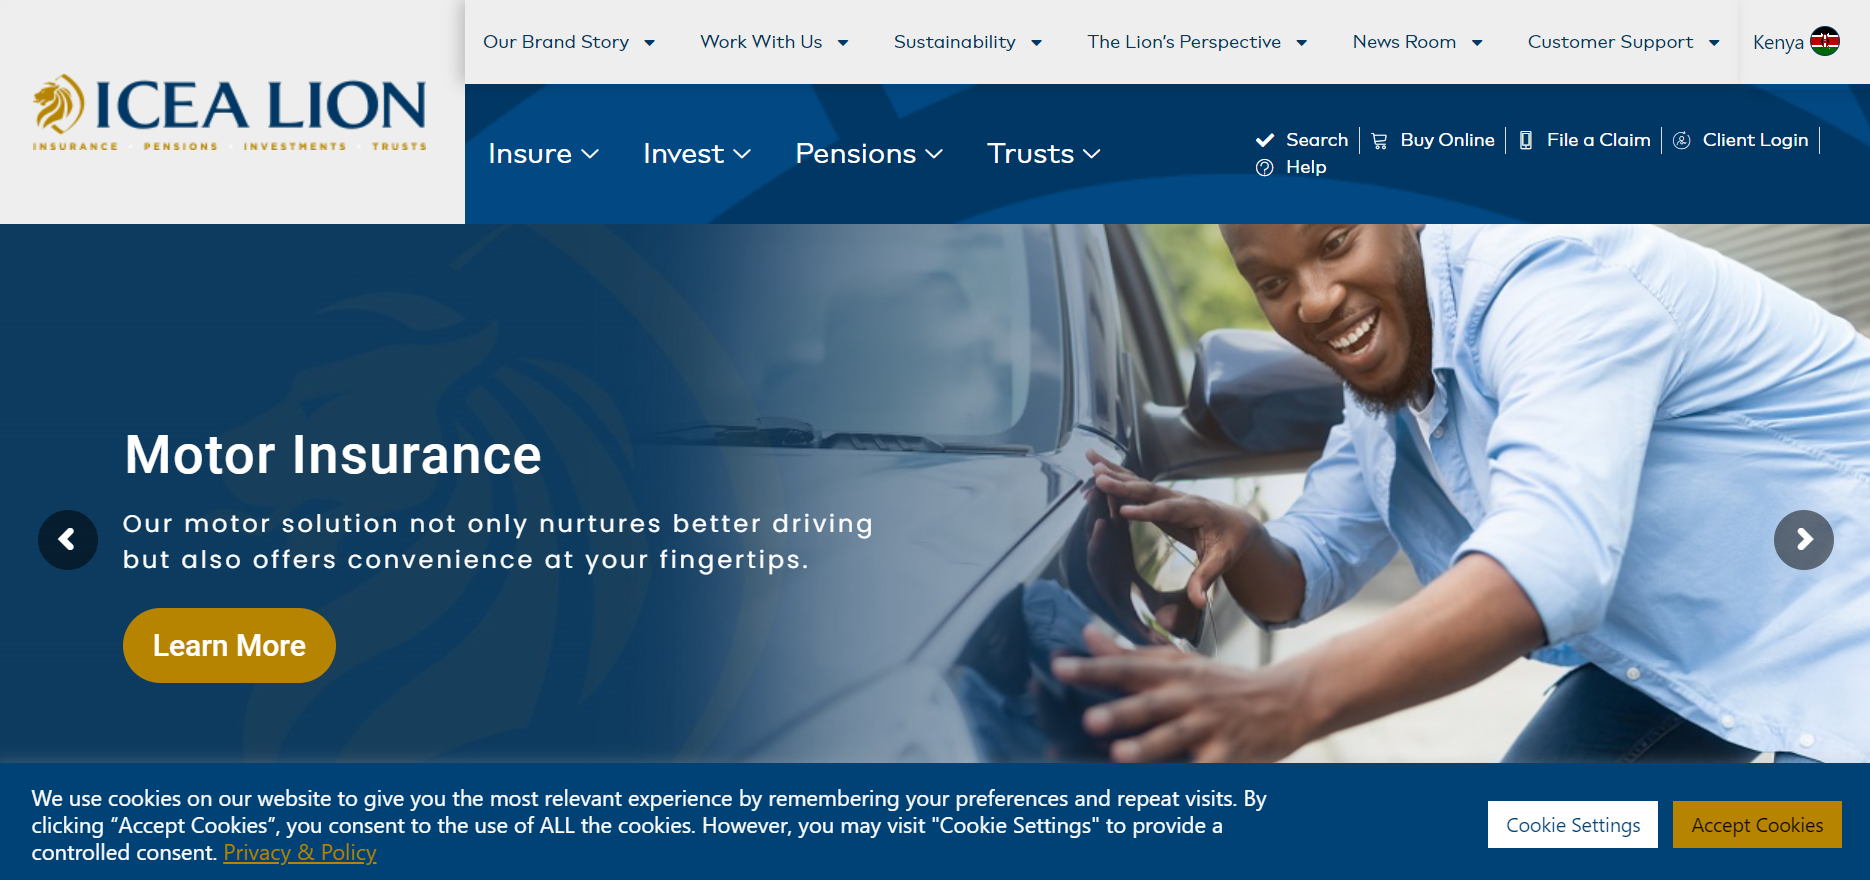 Our Brand Story
Work With Us
Sustainability
The Lion's Perspective
News Room
Customer Support
Kenya
ICEA LION
INSURANCE · PENSIONS · INVESTMENTS · TRUSTS
Insure
Invest
Pensions
Trusts
Search
Buy Online
File a Claim
Client Login
Help
Motor Insurance
Our motor solution not only nurtures better driving
but also offers convenience at your fingertips.
Learn More
We use cookies on our website to give you the most relevant experience by remembering your preferences and repeat visits. By
clicking “Accept Cookies”, you consent to the use of ALL the cookies. However, you may visit "Cookie Settings" to provide a
controlled consent. Privacy & Policy
Cookie Settings
Accept Cookies